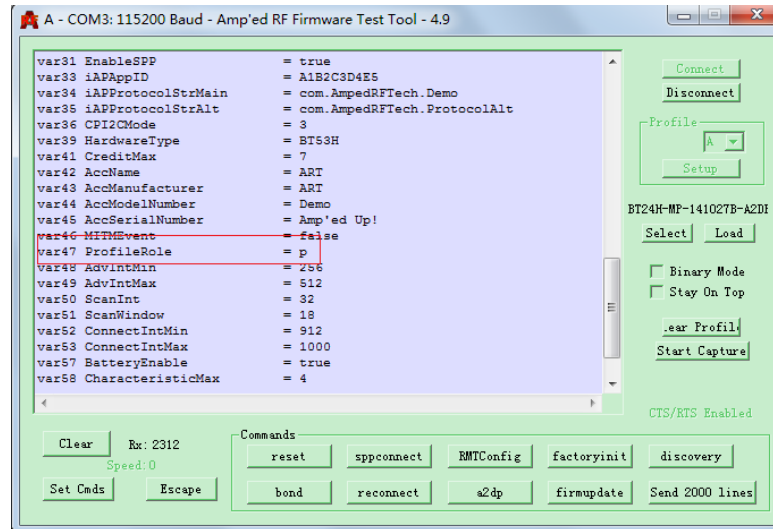 A - COM3: 115200 Baud - Amp'ed RF Firmware Test Tool - 4.9
var31 EnableSPP = true
var33 iAPAppID = A1B2C3D4E5
var34 iAPProtocolStrMain = com.AmpedRFTech.Demo
var35 iAPProtocolStrAlt = com.AmpedRFTech.ProtocolAlt
var36 CPI2CMode = 3
var39 HardwareType = BT53H
var41 CreditMax = 7
var42 AccName = ART
var43 AccManufacturer = ART
var44 AccModelNumber = Demo
var45 AccSerialNumber = Amp'ed Up!
var46 MITMEvent = false
var47 ProfileRole = p
var48 AdvIntMin = 256
var49 AdvIntMax = 512
var50 ScanInt = 32
var51 ScanWindow = 18
var52 ConnectIntMin = 912
var53 ConnectIntMax = 1000
var57 BatteryEnable = true
var58 CharacteristicMax = 4
Connect
Disconnect
Profile
A
Setup
BT24H-MP-141027B-A2DI
Select Load
Binary Mode
Stay On Top
.ear Profil
Start Capture
CTS/RTS Enabled
Clear Rx: 2312
Speed:0
Set Cmds Escape
Commands
reset sppconnect RMTConfig factoryinit discovery
bond reconnect a2dp firmupdate Send 2000 lines